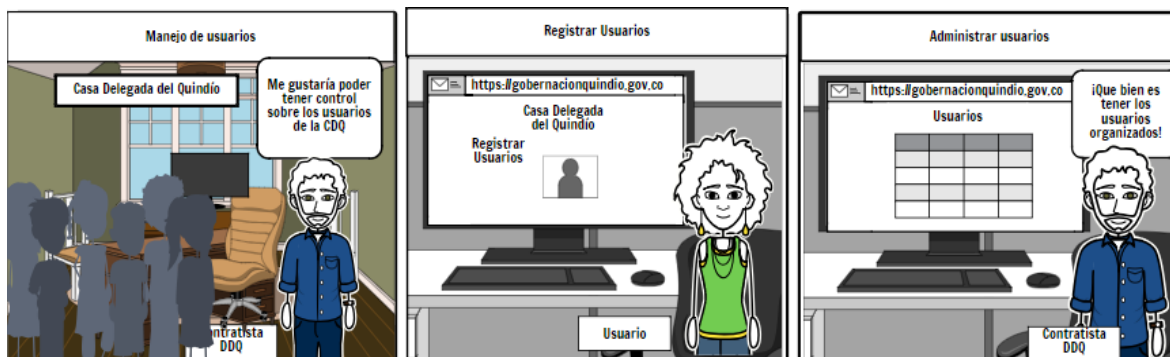 Manejo de usuarios
Casa Delegada del Quindío
Me gustaría poder
tener control
sobre los usuarios
de la CDQ
Contratista
DDQ
Registrar Usuarios
https://gobernacionquindio.gov.co
Casa Delegada
del Quindío
Registrar
Usuarios
Usuario
Administrar usuarios
https://gobernacionquindio.gov.co
Usuarios
¡Que bien es
tener los
usuarios
organizados!
Contratista
DDQ